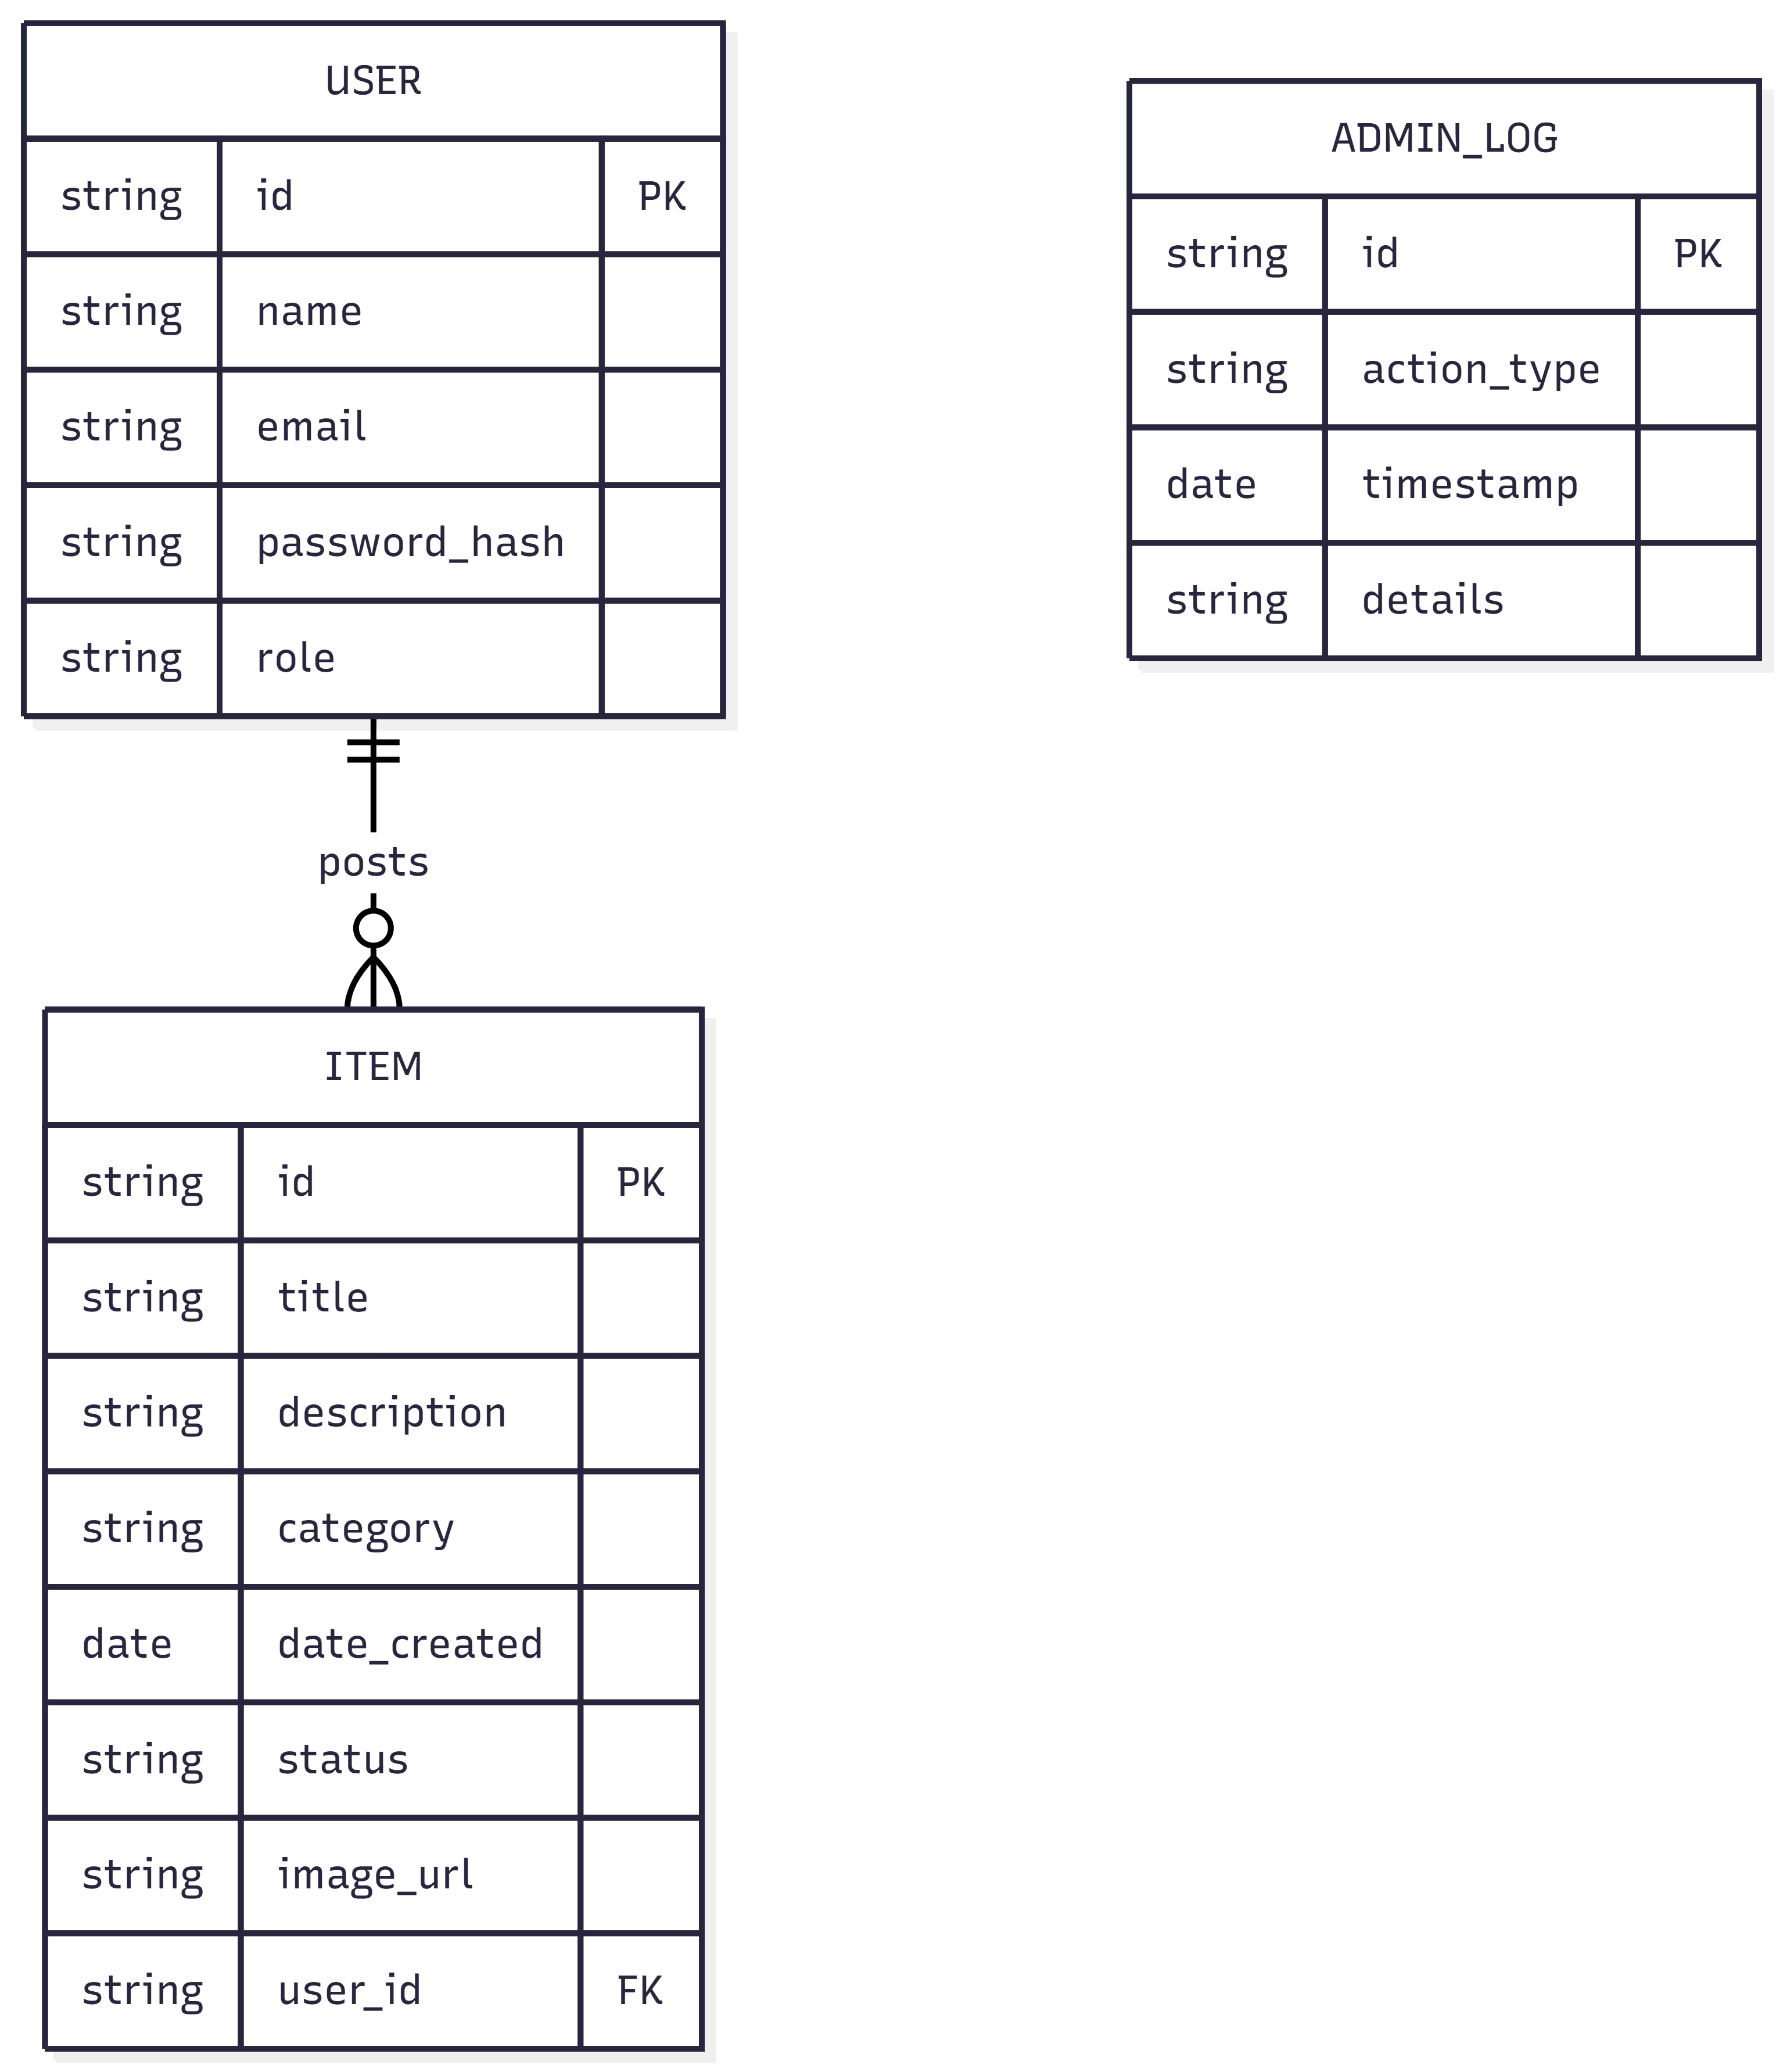 USER
string id PK
string name
string email
string password_hash
string role
posts
ITEM
string id PK
string title
string description
string category
date date_created
string status
string image_url
string user_id FK
ADMIN_LOG
string id PK
string action_type
date timestamp
string details